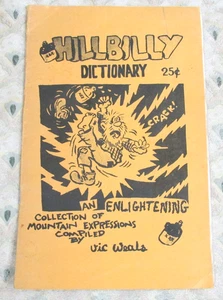 HILLBILLY
DICTIONARY 25¢
CRACK!
AN ENLIGHTENING
COLLECTION OF
MOUNTAIN EXPRESSIONS
COMPILED
BY Vic Weals